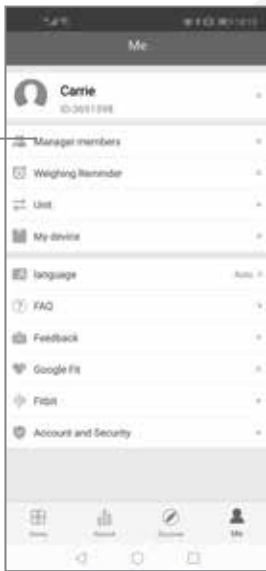 Me
Carrie
Manager members
Weighing Reminder
Unit
My device
language
Auto
FAQ
Feedback
Google Fit
Fitbit
Account and Security
Me